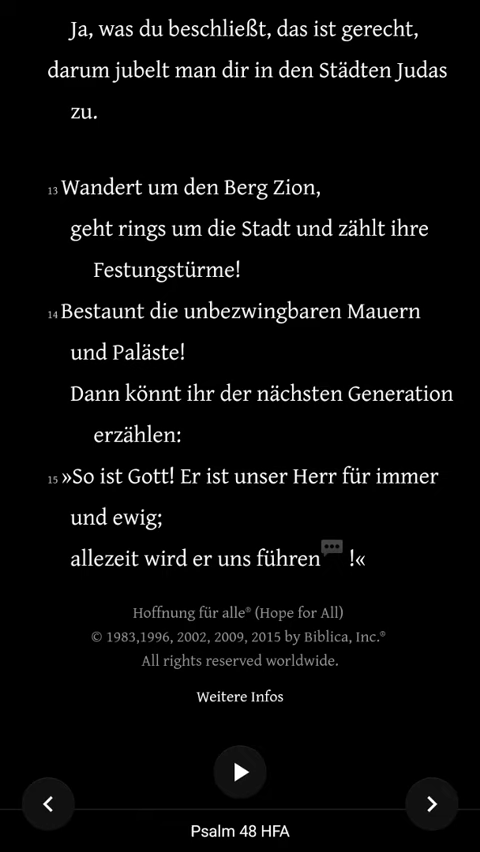 Ja, was du beschließt, das ist gerecht,
darum jubelt man dir in den Städten Judas
zu.
13 Wandert um den Berg Zion,
geht rings um die Stadt und zählt ihre
Festungstürme!
14 Bestaunt die unbezwingbaren Mauern
und Paläste!
Dann könnt ihr der nächsten Generation
erzählen:
15 »So ist Gott! Er ist unser Herr für immer
und ewig;
allezeit wird er uns führen !«
Hoffnung für alle® (Hope for All)
© 1983,1996, 2002, 2009, 2015 by Biblica, Inc.®
All rights reserved worldwide.
Weitere Infos
Psalm 48 HFA